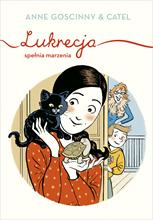 ANNE GOSCINNY & CATEL
Lukrecja
spełnia marzenia